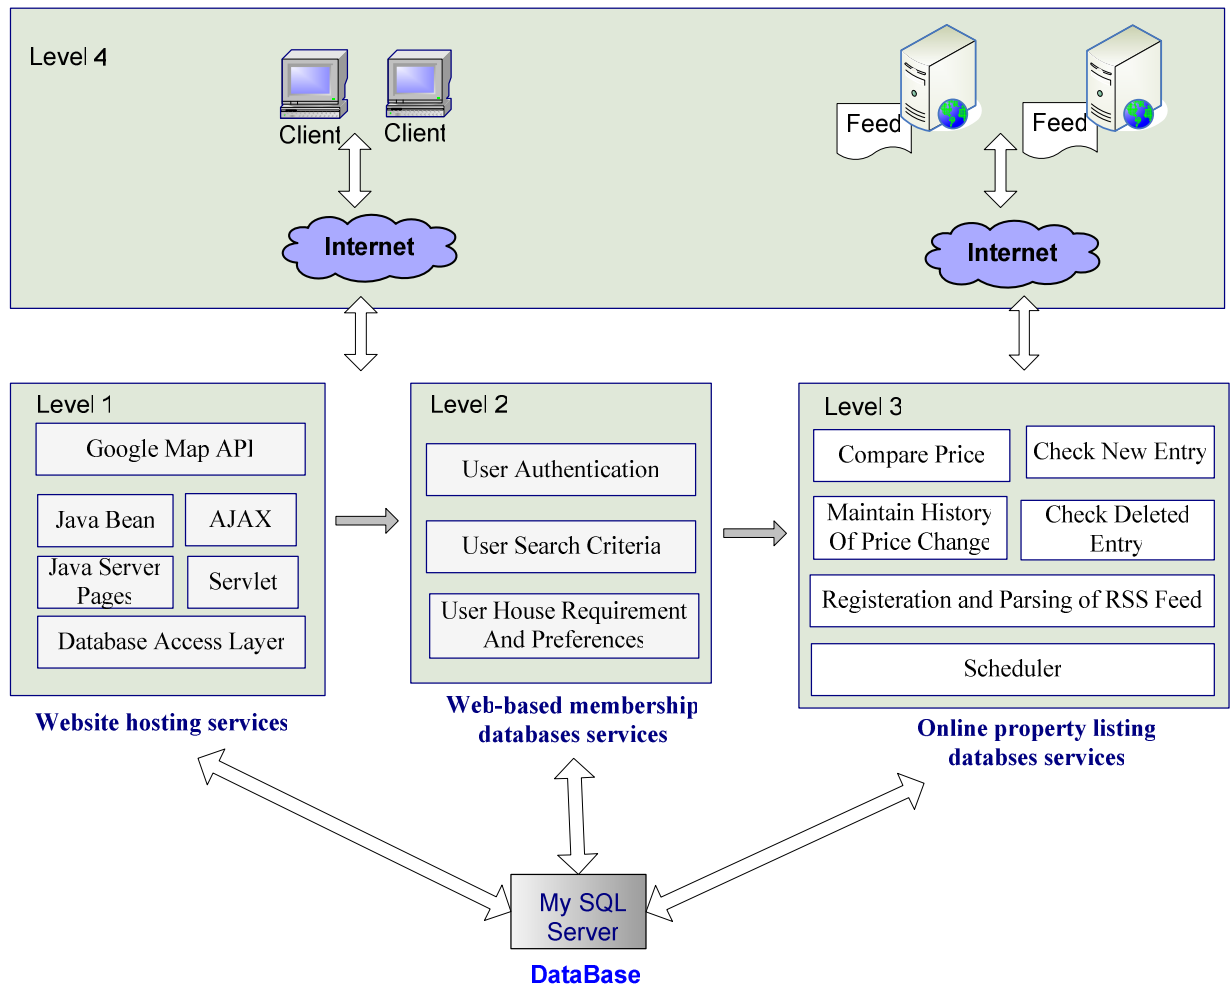 Level 4
Client
Client
Feed
Feed
Internet
Internet
Level 1
Google Map API
Java Bean
AJAX
Java Server
Pages
Servlet
Database Access Layer
Website hosting services
Level 2
User Authentication
User Search Criteria
User House Requirement
And Preferences
Web-based membership
databases services
Level 3
Compare Price
Check New Entry
Maintain History
Of Price Change
Check Deleted
Entry
Registeration and Parsing of RSS Feed
Scheduler
Online property listing
databses services
My SQL
Server
DataBase